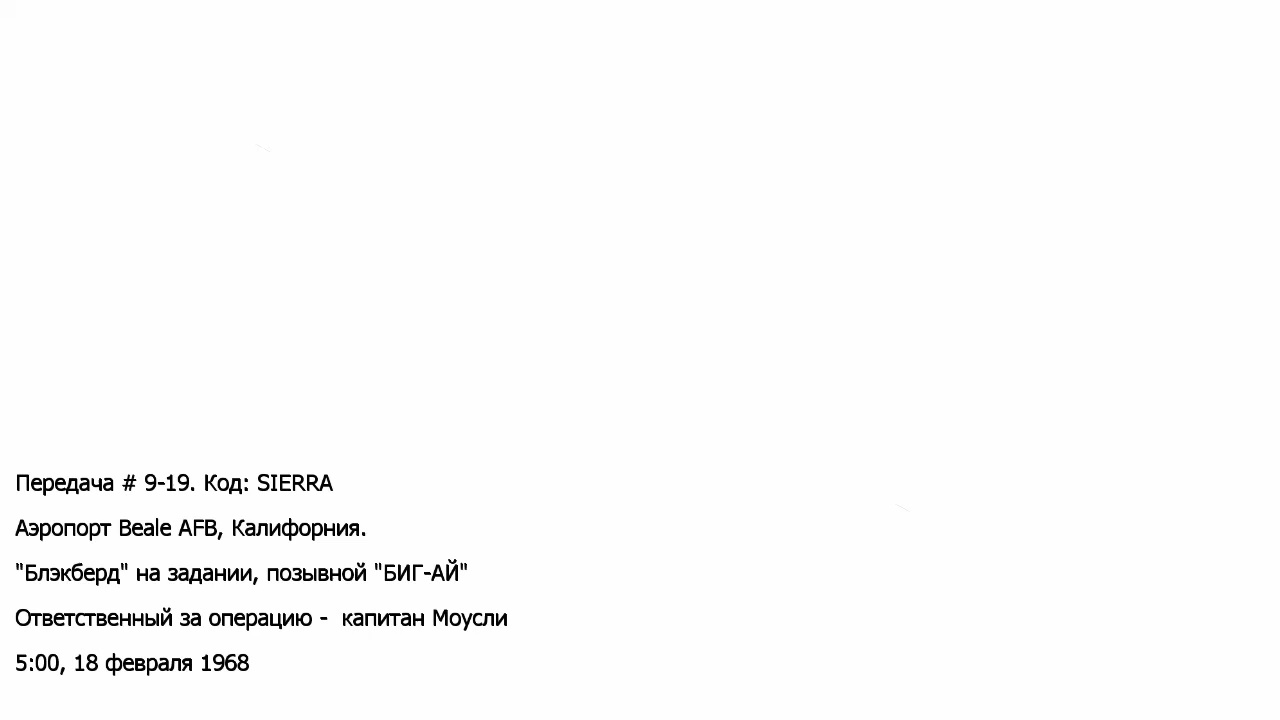 Передача # 9-19. Код: SIERRA
Аэропорт Beale AFB, Калифорния.
"Блэкберд" на задании, позывной "БИГ-АЙ"
Ответственный за операцию -  капитан Моусли
5:00, 18 февраля 1968